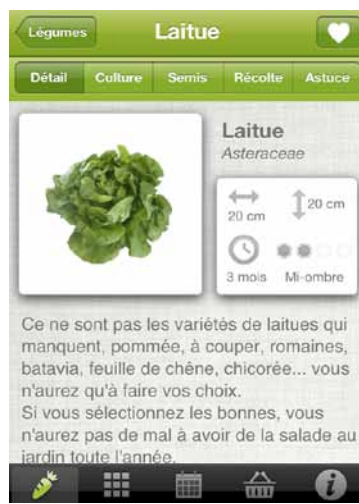 Légumes
Laitue
Détail Culture Semis Récolte Astuce
Laitue
Asteraceae
20 cm 20 cm
3 mois Mi-ombre
Ce ne sont pas les variétés de laitues qui
manquent, pommée, à couper, romaines,
batavia, feuille de chêne, chicorée... vous
n'aurez qu'à faire vos choix.
Si vous sélectionnez les bonnes, vous
n'aurez pas de mal à avoir de la salade au
jardin toute l'année.